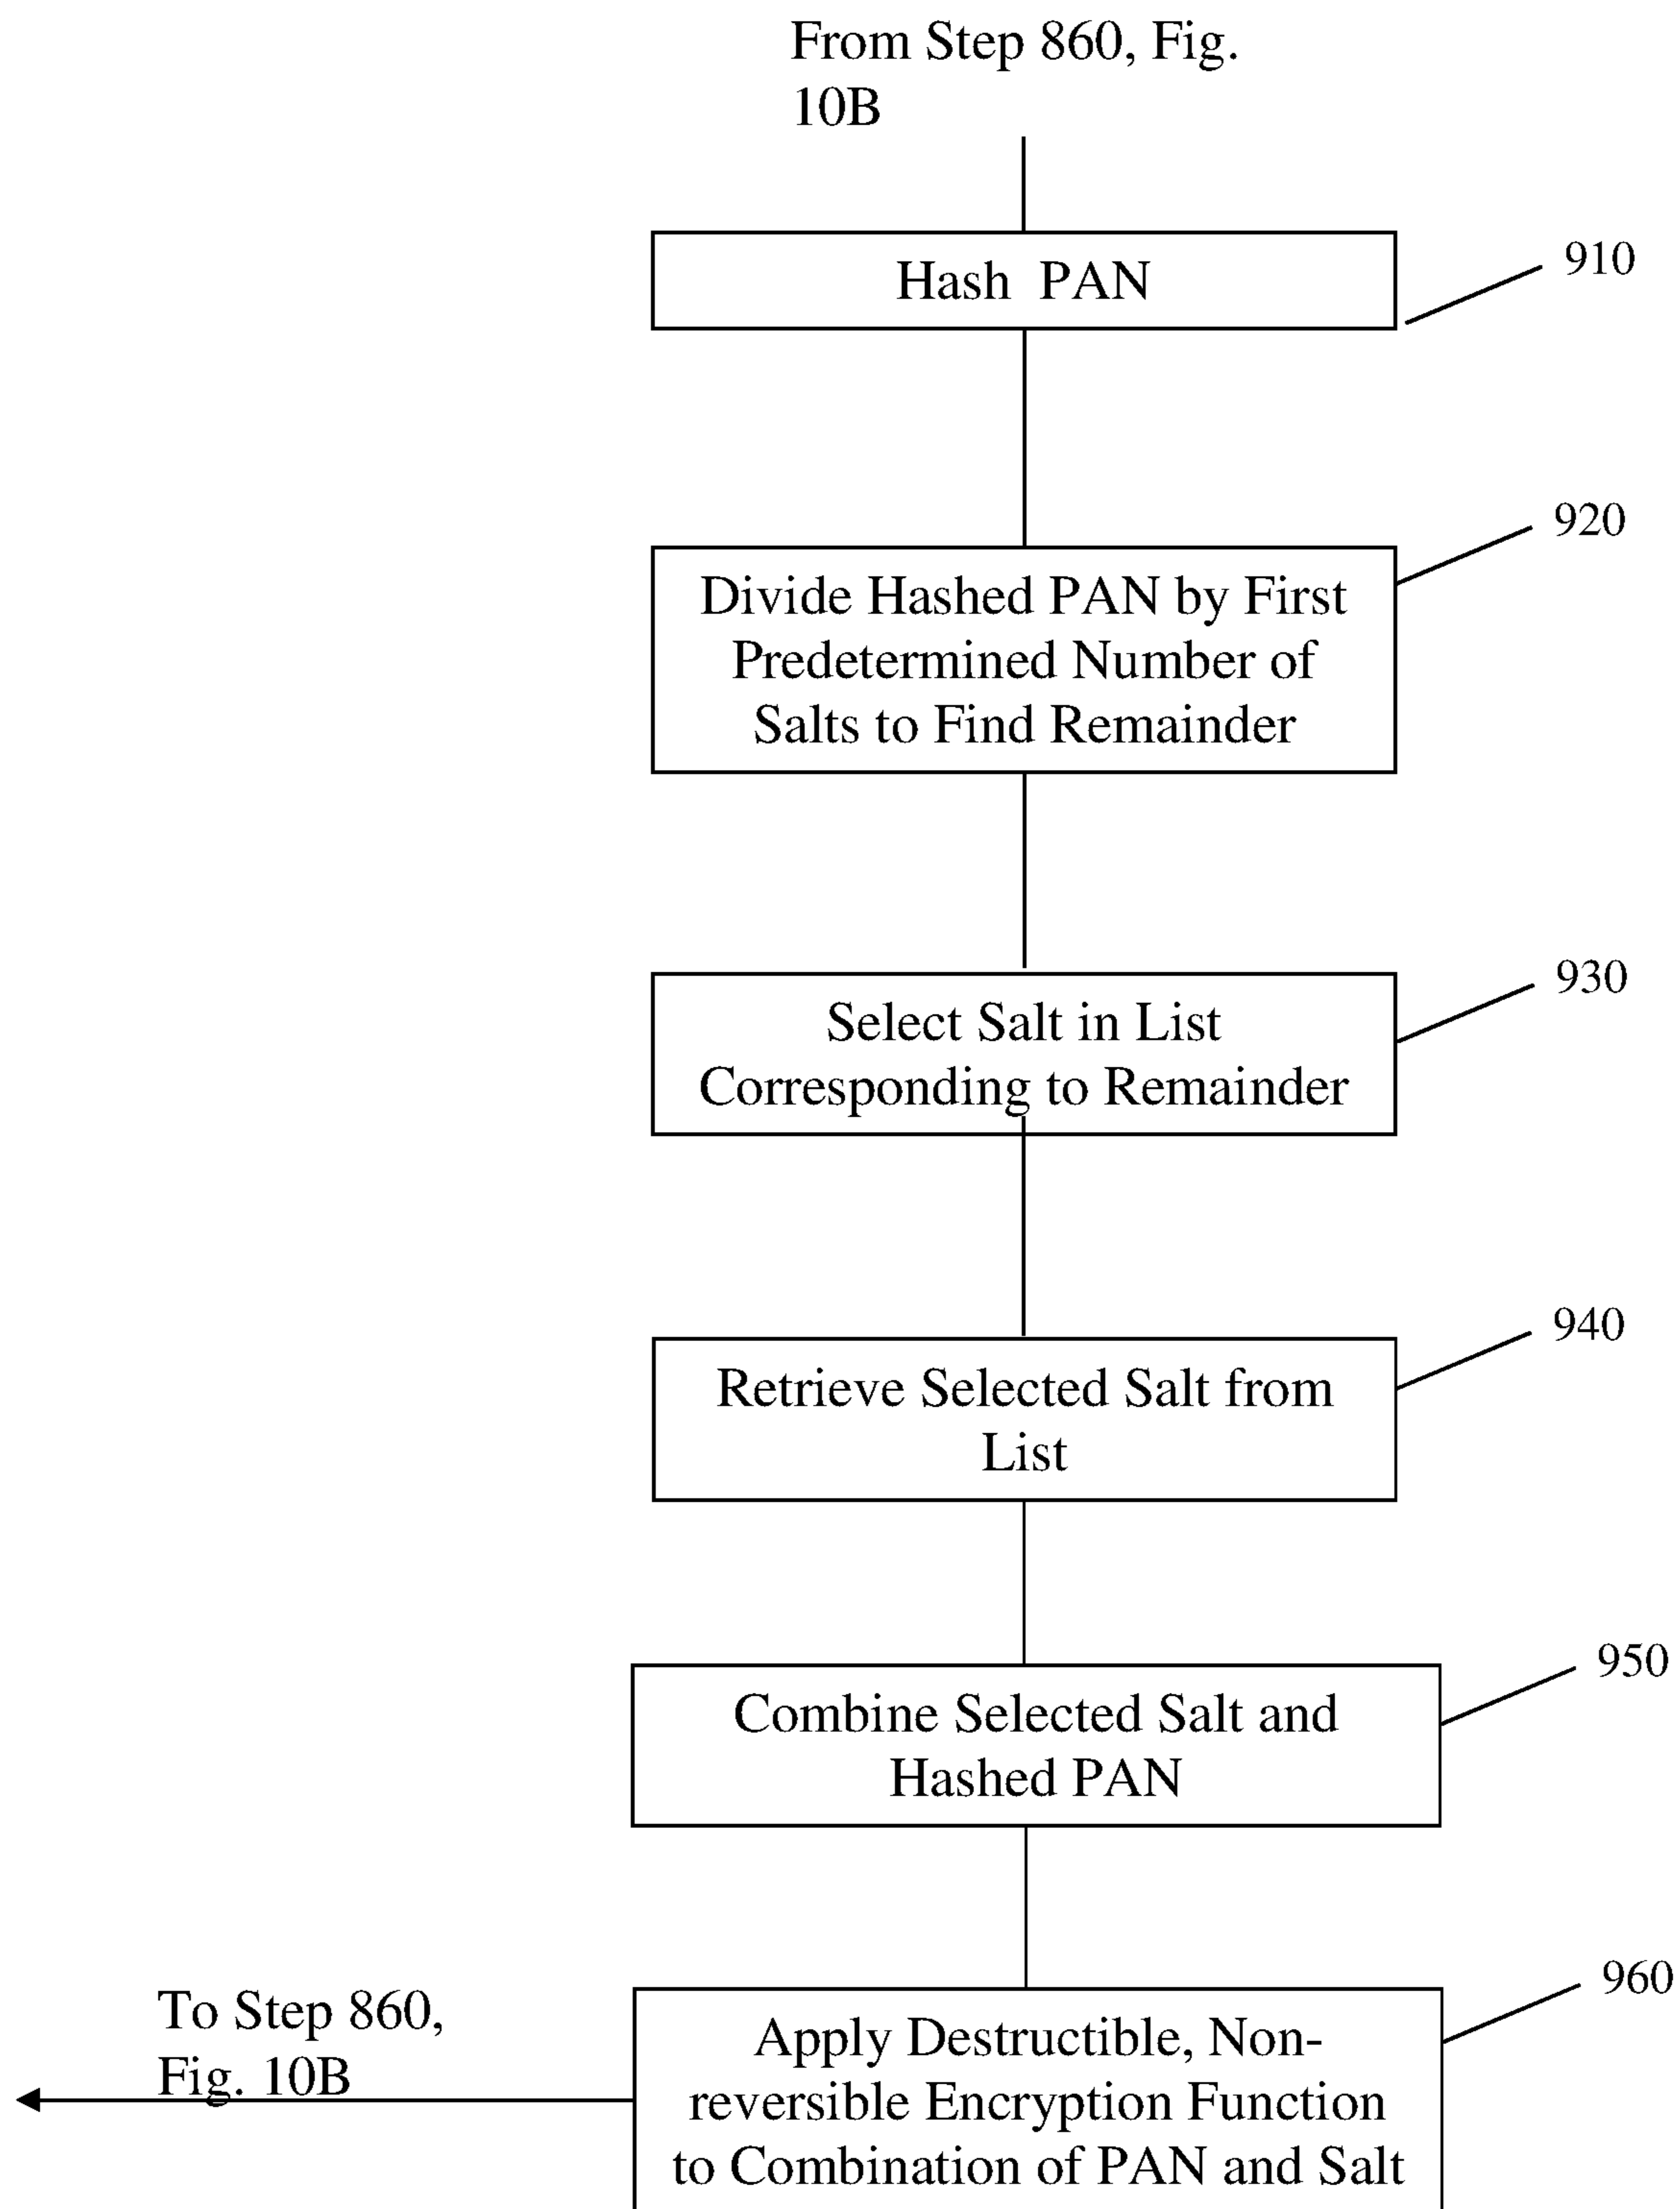 From Step 860, Fig.
10B
Hash PAN
910
920
Divide Hashed PAN by First
Predetermined Number of
Salts to Find Remainder
930
Select Salt in List
Corresponding to Remainder
940
Retrieve Selected Salt from
List
950
Combine Selected Salt and
Hashed PAN
960
To Step 860,
Fig. 10B
Apply Destructible, Non-
reversible Encryption Function
to Combination of PAN and Salt